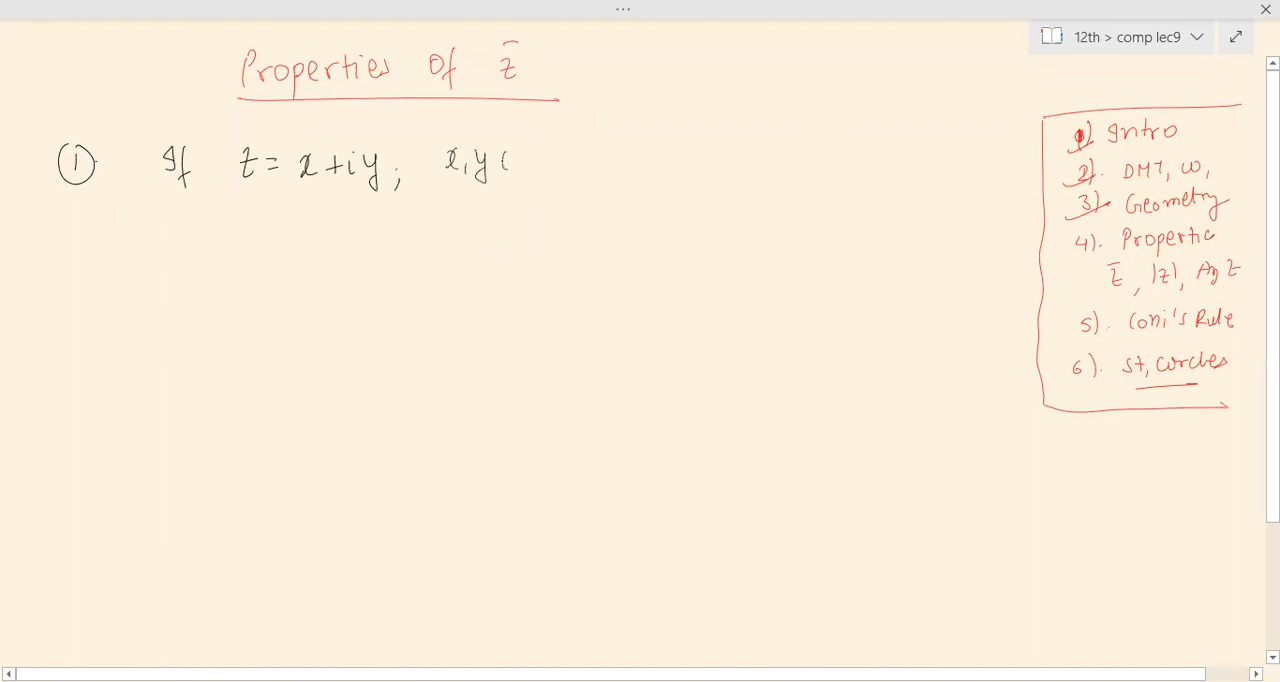 12th > comp lec9
Properties of z̄
① If z = x + iy ; x, y (
1) Intro
2). DMT, ω,
3). Geometry
4). Propertie
z̄, |z|, Arg z
5). Coni's Rule
6). St, circles